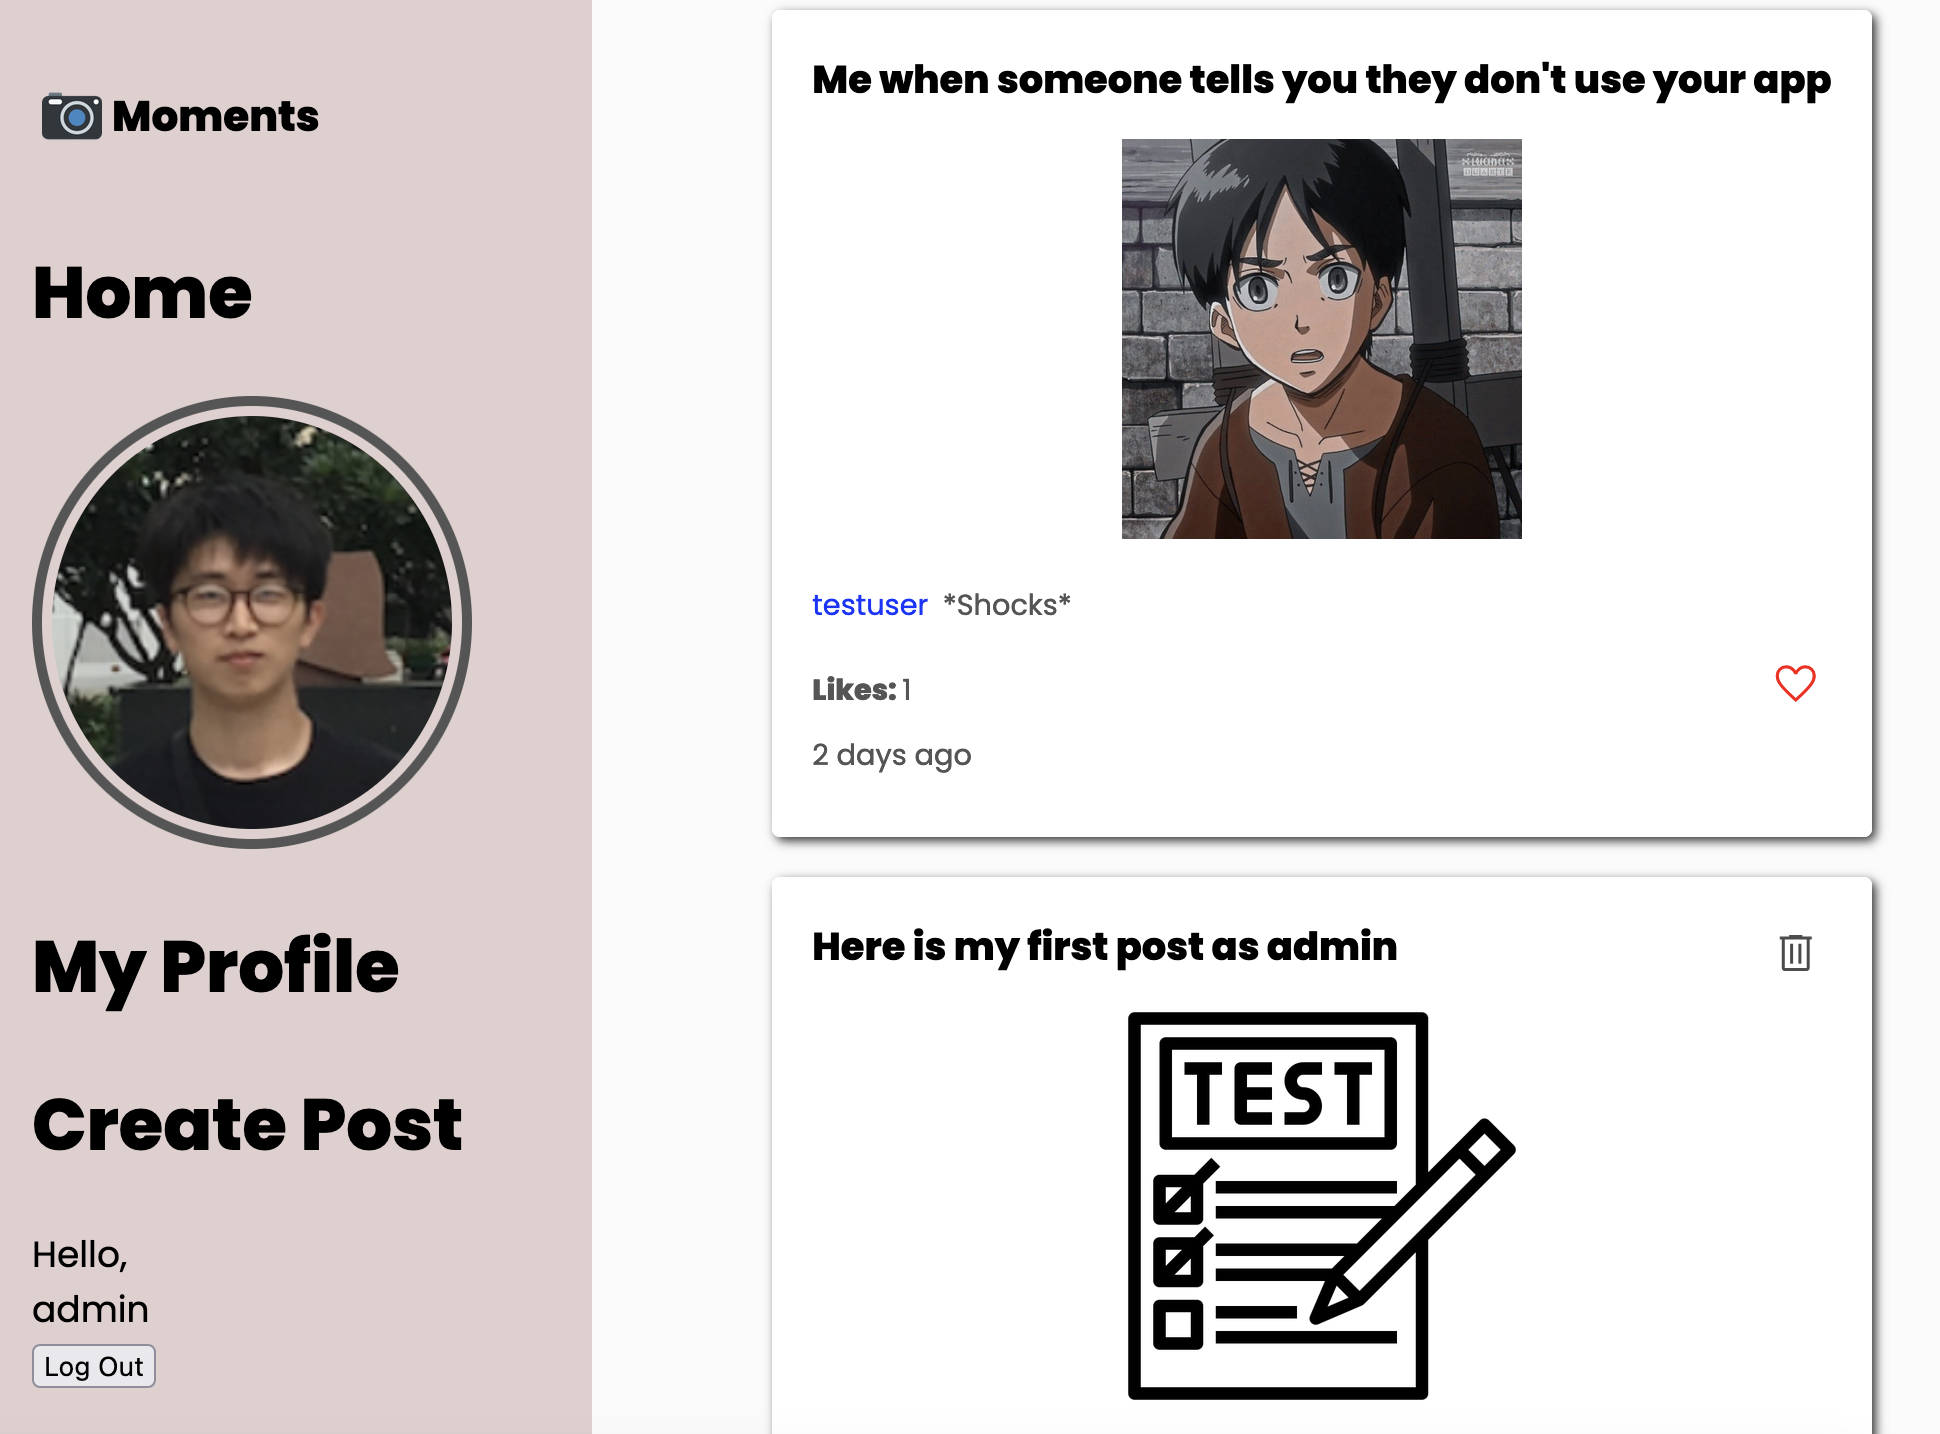 Moments
Home
My Profile
Create Post
Hello,
admin
Log Out
Me when someone tells you they don't use your app
testuser *Shocks*
Likes: 1
2 days ago
Here is my first post as admin
TEST